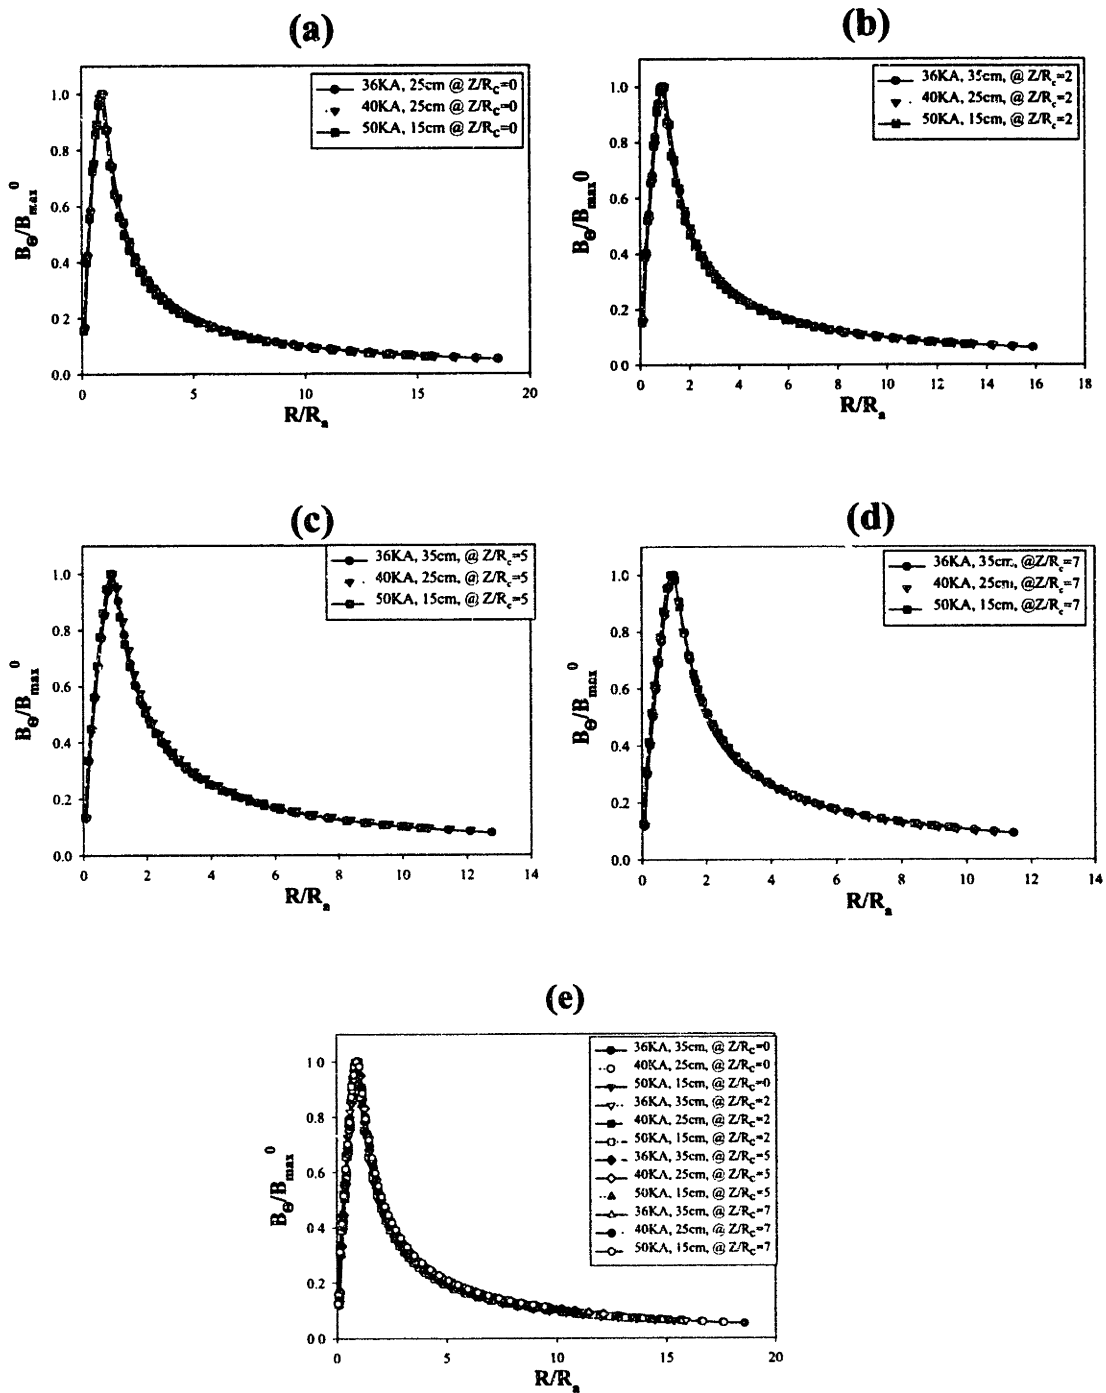 (a)
36KA, 25cm @ Z/Rc=0
40KA, 25cm @ Z/Rc=0
50KA, 15cm @ Z/Rc=0
1.0
0.8
0.6
0.4
0.2
0.0
BΘ/Bmax0
0 5 10 15 20
R/Ra
(b)
36KA, 35cm, @ Z/Rc=2
40KA, 25cm, @ Z/Rc=2
50KA, 15cm, @ Z/Rc=2
1.0
0.8
0.6
0.4
0.2
0.0
BΘ/Bmax0
0 2 4 6 8 10 12 14 16 18
R/Ra
(c)
36KA, 35cm, @ Z/Rc=5
40KA, 25cm, @ Z/Rc=5
50KA, 15cm, @ Z/Rc=5
1.0
0.8
0.6
0.4
0.2
0.0
BΘ/Bmax0
0 2 4 6 8 10 12 14
R/Ra
(d)
36KA, 35cm, @Z/Rc=7
40KA, 25cm, @Z/Rc=7
50KA, 15cm, @Z/Rc=7
1.0
0.8
0.6
0.4
0.2
0.0
BΘ/Bmax0
0 2 4 6 8 10 12 14
R/Ra
(e)
36KA, 35cm, @ Z/Rc=0
40KA, 25cm, @ Z/Rc=0
50KA, 15cm, @ Z/Rc=0
36KA, 35cm, @ Z/Rc=2
40KA, 25cm, @ Z/Rc=2
50KA, 15cm, @ Z/Rc=2
36KA, 35cm, @ Z/Rc=5
40KA, 25cm, @ Z/Rc=5
50KA, 15cm, @ Z/Rc=5
36KA, 35cm, @ Z/Rc=7
40KA, 25cm, @ Z/Rc=7
50KA, 15cm, @ Z/Rc=7
1.0
0.8
0.6
0.4
0.2
0.0
BΘ/Bmax0
0 5 10 15 20
R/Ra